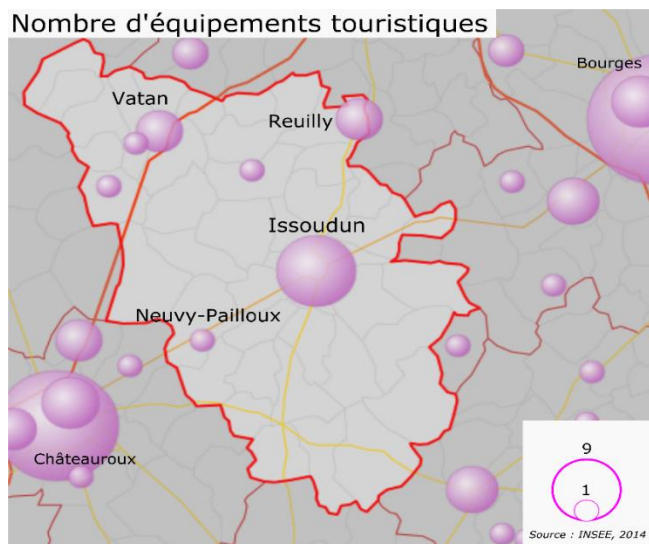 Nombre d'équipements touristiques
Bourges
Vatan
Reuilly
Issoudun
Neuvy-Pailloux
Châteauroux
9
1
Source : INSEE, 2014